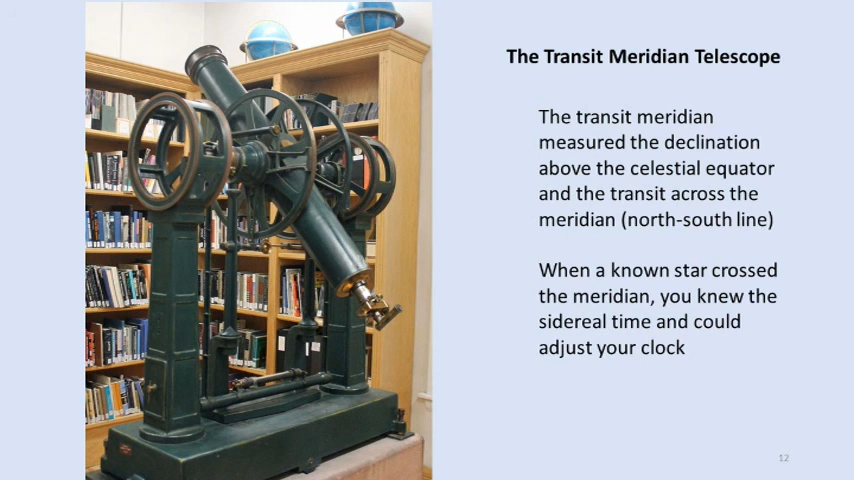 The Transit Meridian Telescope
The transit meridian
measured the declination
above the celestial equator
and the transit across the
meridian (north-south line)
When a known star crossed
the meridian, you knew the
sidereal time and could
adjust your clock
12